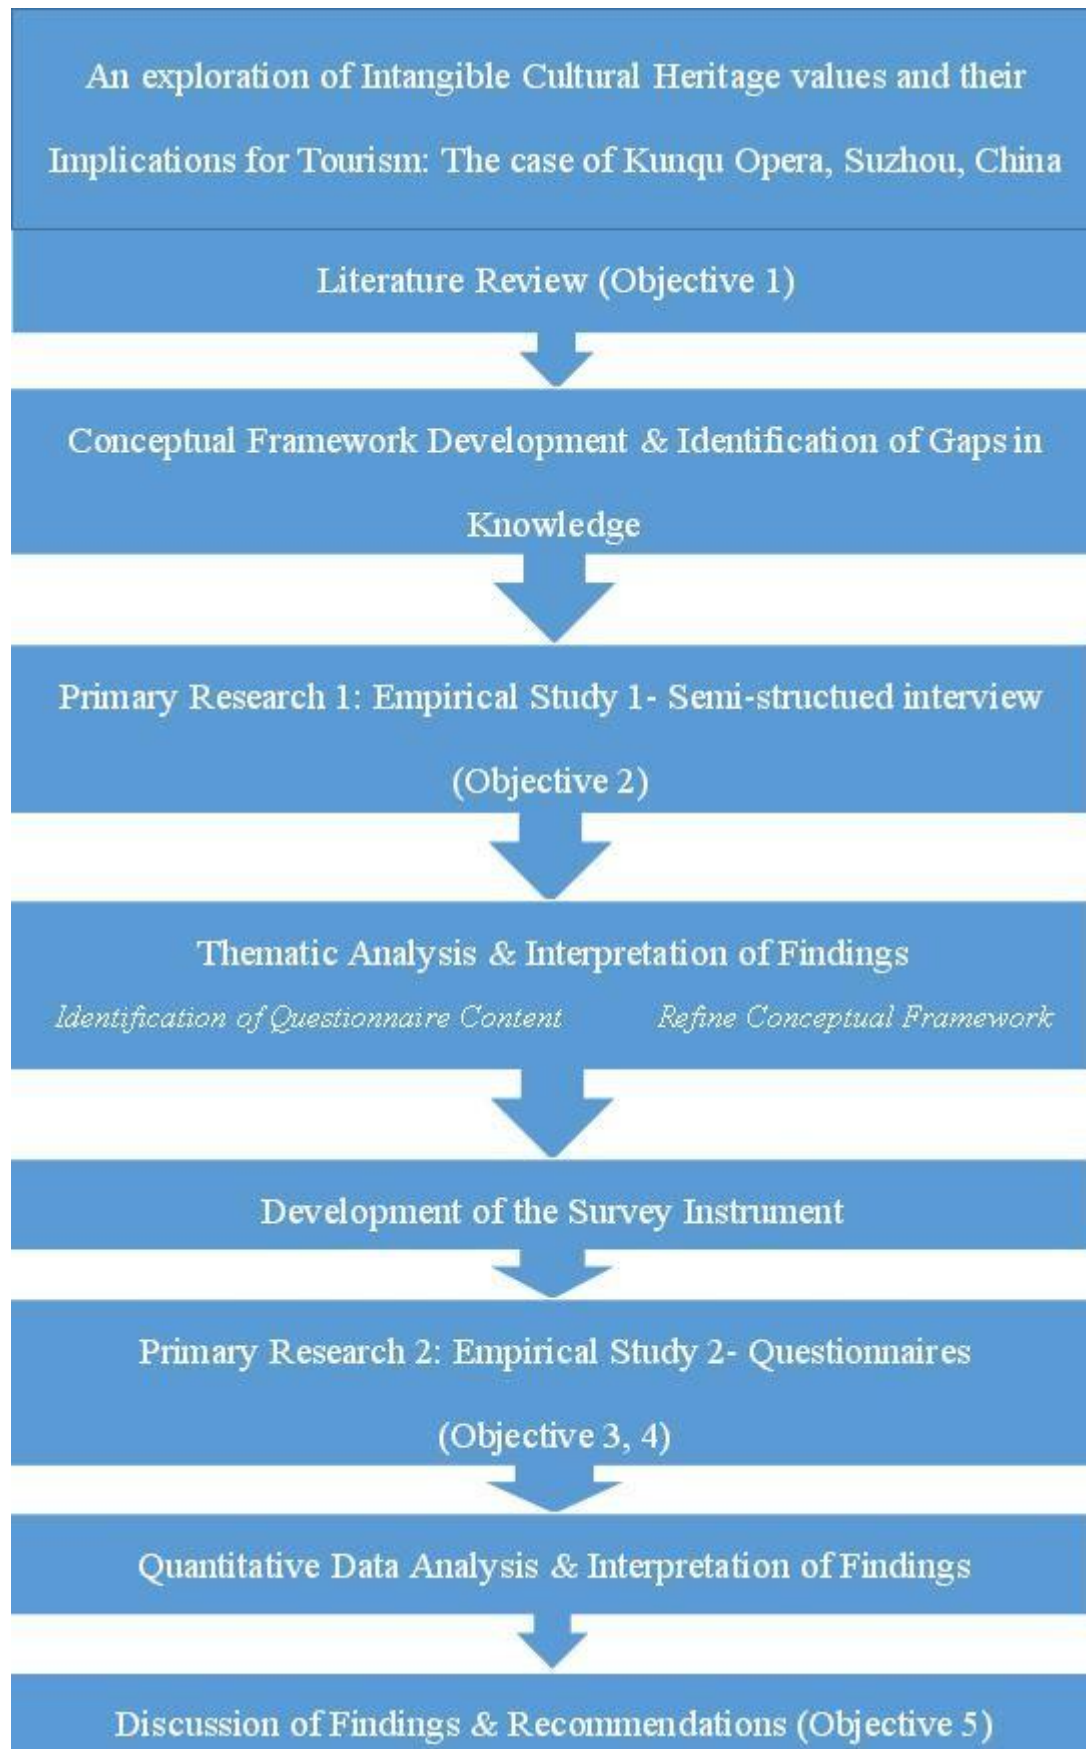 An exploration of Intangible Cultural Heritage values and their
Implications for Tourism: The case of Kunqu Opera, Suzhou, China
Literature Review (Objective 1)
Conceptual Framework Development & Identification of Gaps in
Knowledge
Primary Research 1: Empirical Study 1- Semi-structued interview
(Objective 2)
Thematic Analysis & Interpretation of Findings
Identification of Questionnaire Content Refine Conceptual Framework
Development of the Survey Instrument
Primary Research 2: Empirical Study 2- Questionnaires
(Objective 3, 4)
Quantitative Data Analysis & Interpretation of Findings
Discussion of Findings & Recommendations (Objective 5)